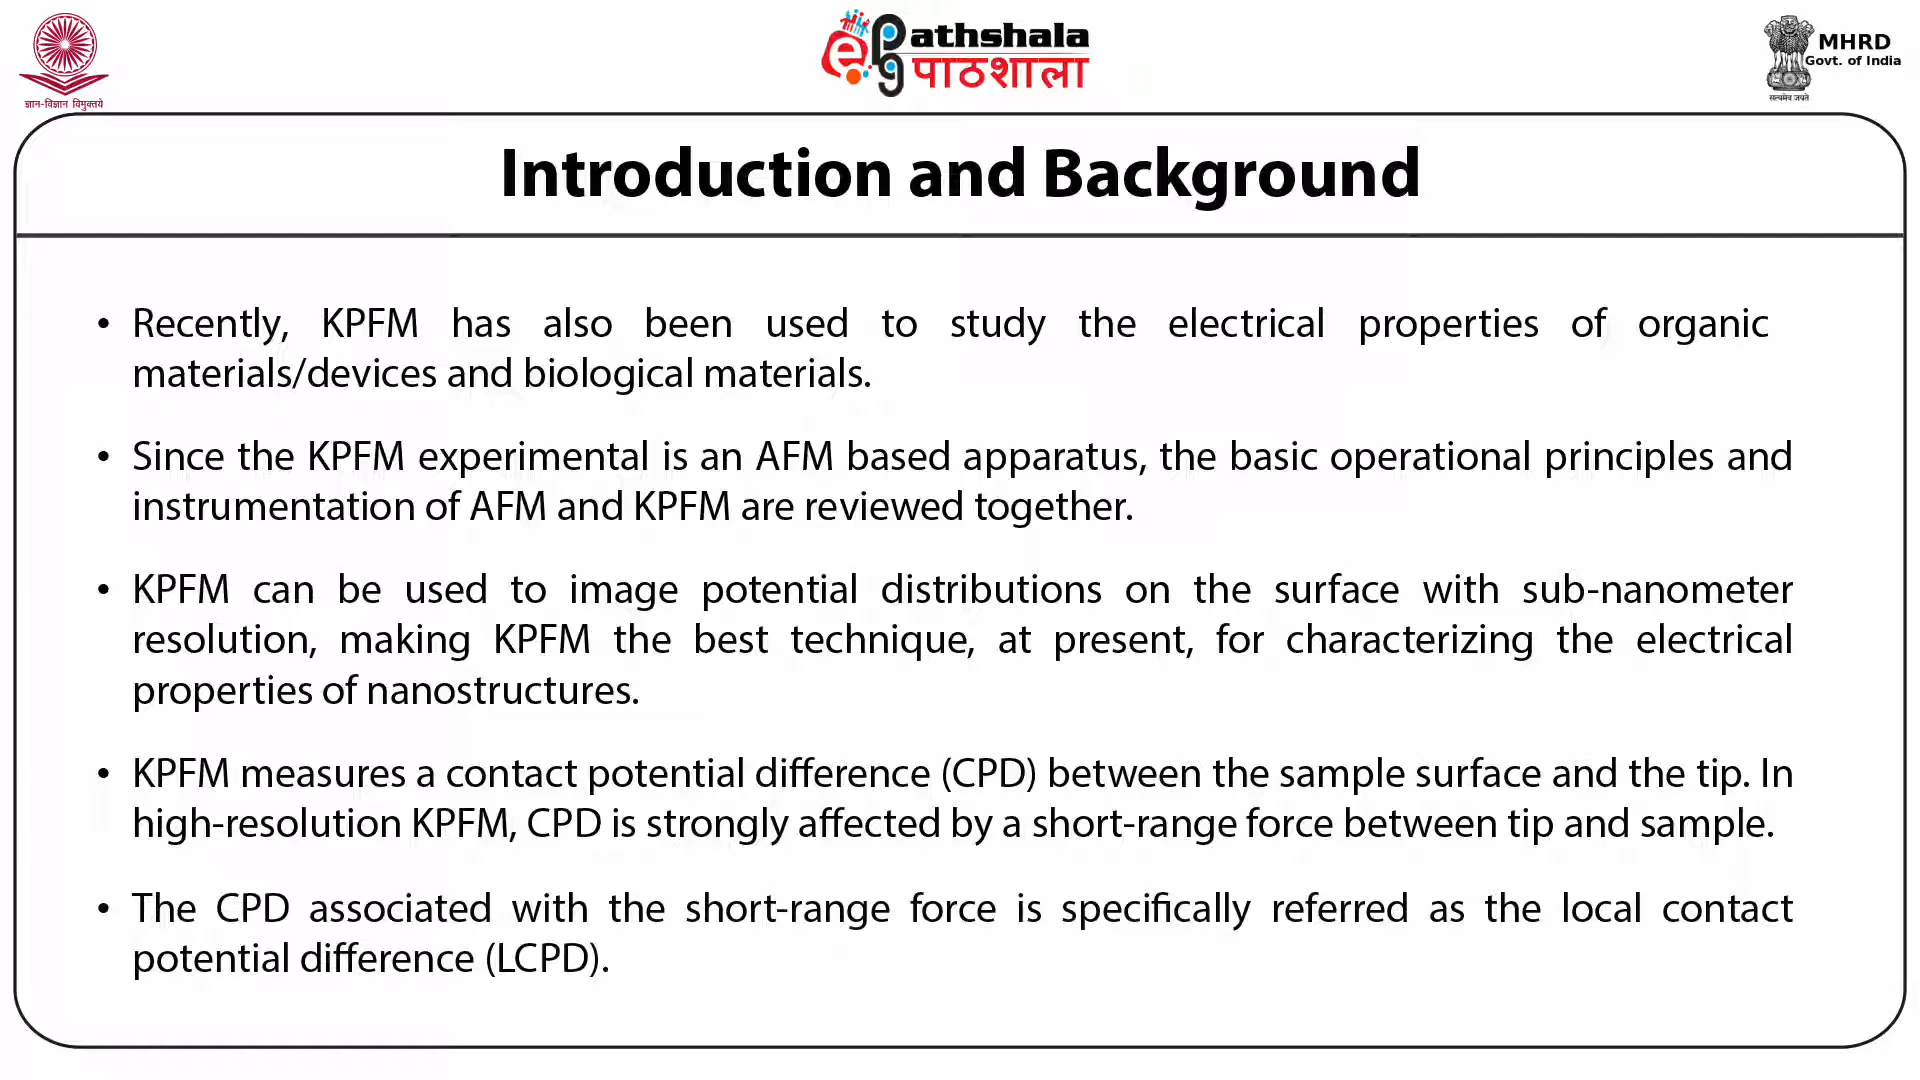 ज्ञान-विज्ञान विमुक्तये
ePathshala
पाठशाला
MHRD
Govt. of India
सत्यमेव जयते
Introduction and Background
• Recently, KPFM has also been used to study the electrical properties of organic
materials/devices and biological materials.
• Since the KPFM experimental is an AFM based apparatus, the basic operational principles and
instrumentation of AFM and KPFM are reviewed together.
• KPFM can be used to image potential distributions on the surface with sub-nanometer
resolution, making KPFM the best technique, at present, for characterizing the electrical
properties of nanostructures.
• KPFM measures a contact potential difference (CPD) between the sample surface and the tip. In
high-resolution KPFM, CPD is strongly affected by a short-range force between tip and sample.
• The CPD associated with the short-range force is specifically referred as the local contact
potential difference (LCPD).